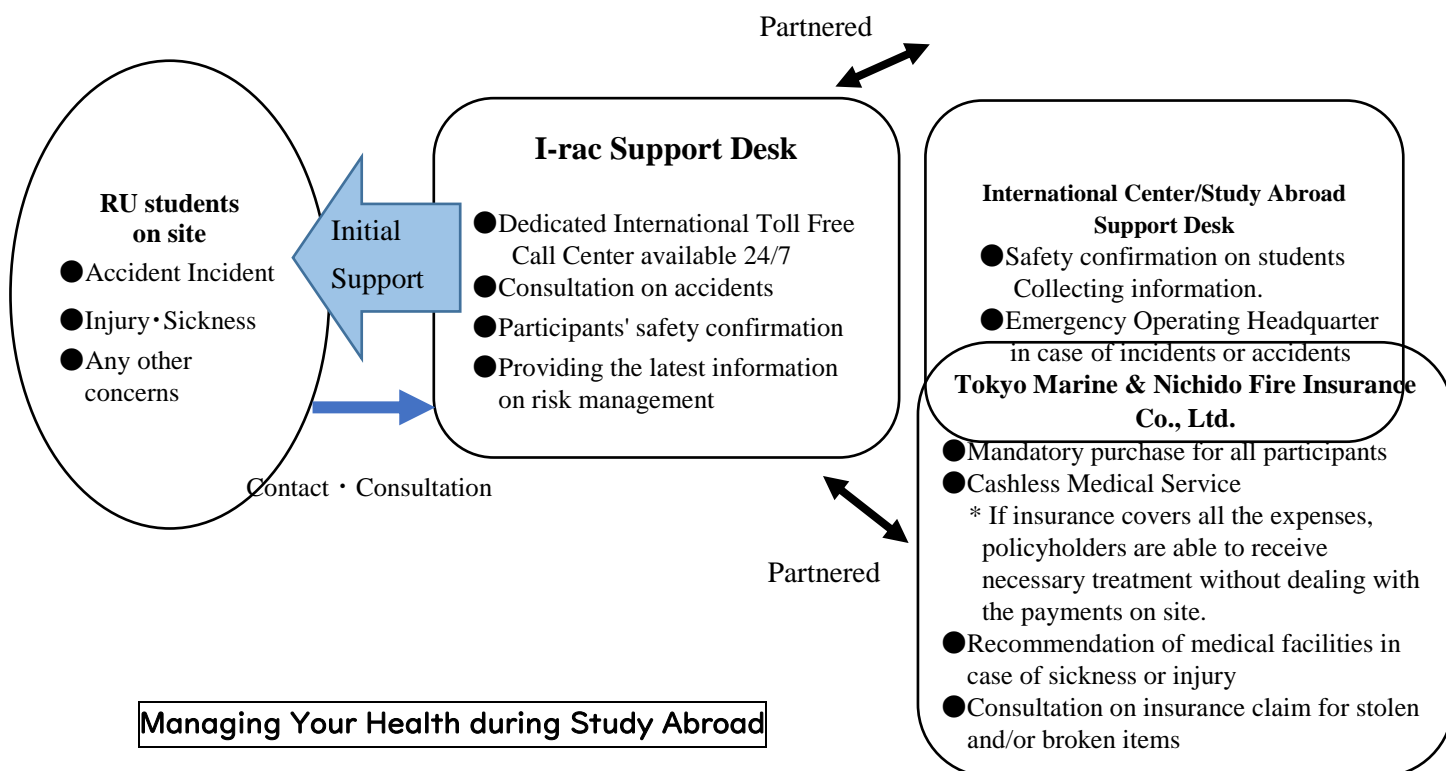 Partnered
RU students
on site
●Accident Incident
●Injury・Sickness
●Any other
concerns
Initial
Support
Contact・Consultation
I-rac Support Desk
●Dedicated International Toll Free
Call Center available 24/7
●Consultation on accidents
●Participants' safety confirmation
●Providing the latest information
on risk management
International Center/Study Abroad
Support Desk
●Safety confirmation on students
Collecting information.
●Emergency Operating Headquarter
in case of incidents or accidents
Partnered
Tokyo Marine & Nichido Fire Insurance
Co., Ltd.
●Mandatory purchase for all participants
●Cashless Medical Service
* If insurance covers all the expenses,
policyholders are able to receive
necessary treatment without dealing with
the payments on site.
●Recommendation of medical facilities in
case of sickness or injury
●Consultation on insurance claim for stolen
and/or broken items
Managing Your Health during Study Abroad